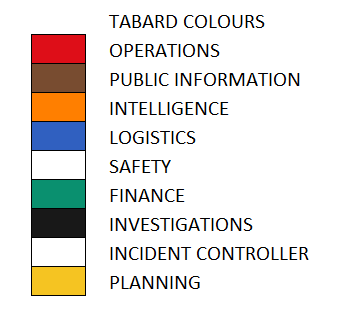 TABARD COLOURS
OPERATIONS
PUBLIC INFORMATION
INTELLIGENCE
LOGISTICS
SAFETY
FINANCE
INVESTIGATIONS
INCIDENT CONTROLLER
PLANNING